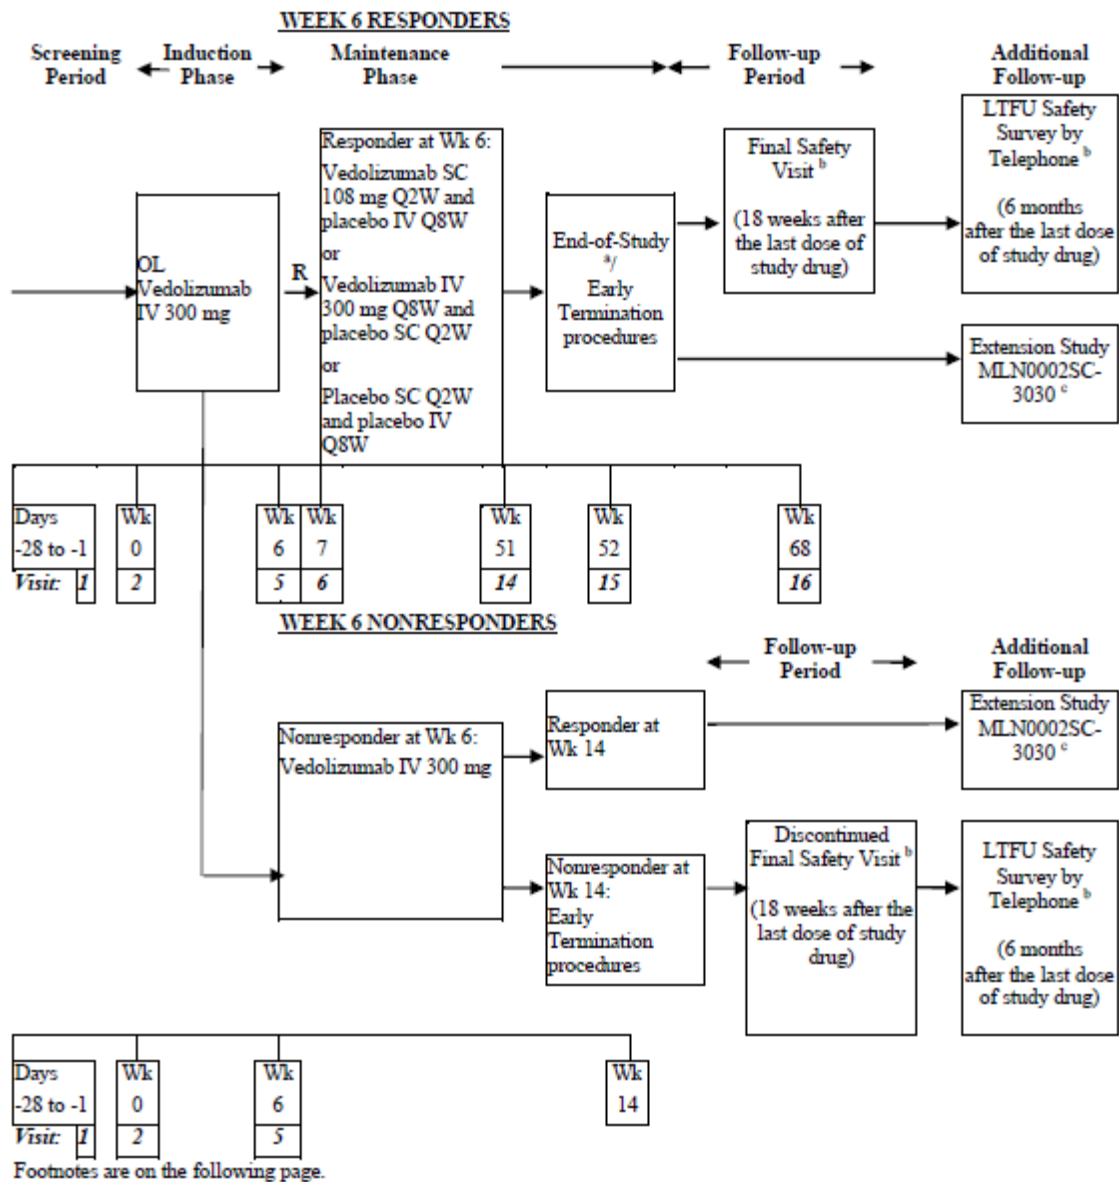 WEEK 6 RESPONDERS
Screening
Period
Induction
Phase
Maintenance
Phase
Follow-up
Period
Additional
Follow-up
OL
Vedolizumab
IV 300 mg
R
Responder at Wk 6:
Vedolizumab SC
108 mg Q2W and
placebo IV Q8W
or
Vedolizumab IV
300 mg Q8W and
placebo SC Q2W
or
Placebo SC Q2W
and placebo IV
Q8W
End-of-Study
a/
Early
Termination
procedures
Final Safety
Visit b
(18 weeks after
the last dose of
study drug)
LTFU Safety
Survey by
Telephone b
(6 months
after the last dose
of study drug)
Extension Study
MLN0002SC-
3030 c
Days
-28 to -1
Visit: 1
Wk
0
2
Wk
6
5
Wk
7
6
Wk
51
14
Wk
52
15
Wk
68
16
WEEK 6 NONRESPONDERS
Follow-up
Period
Additional
Follow-up
Nonresponder at Wk 6:
Vedolizumab IV 300 mg
Responder at
Wk 14
Extension Study
MLN0002SC-
3030 c
Nonresponder at
Wk 14:
Early
Termination
procedures
Discontinued
Final Safety Visit b
(18 weeks after the
last dose of study
drug)
LTFU Safety
Survey by
Telephone b
(6 months
after the last dose
of study drug)
Days
-28 to -1
Visit: 1
Wk
0
2
Wk
6
5
Wk
14
Footnotes are on the following page.